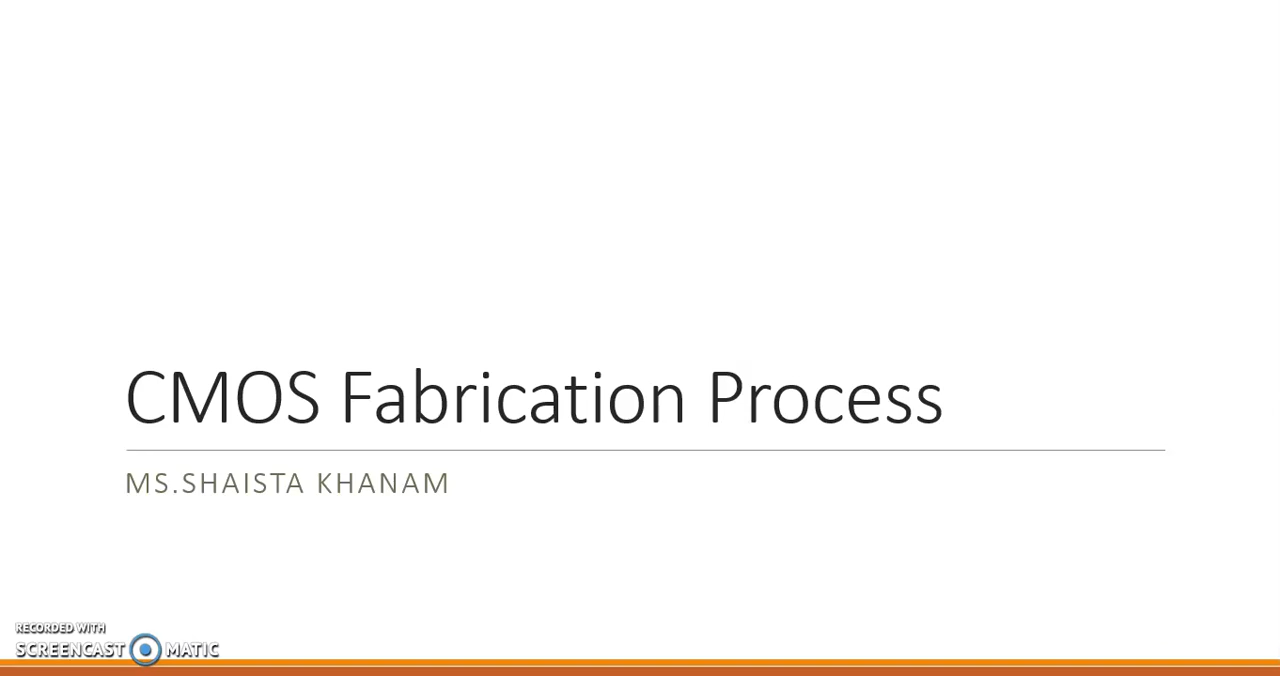 CMOS Fabrication Process
MS.SHAISTA KHANAM
RECORDED WITH
SCREENCAST MATIC